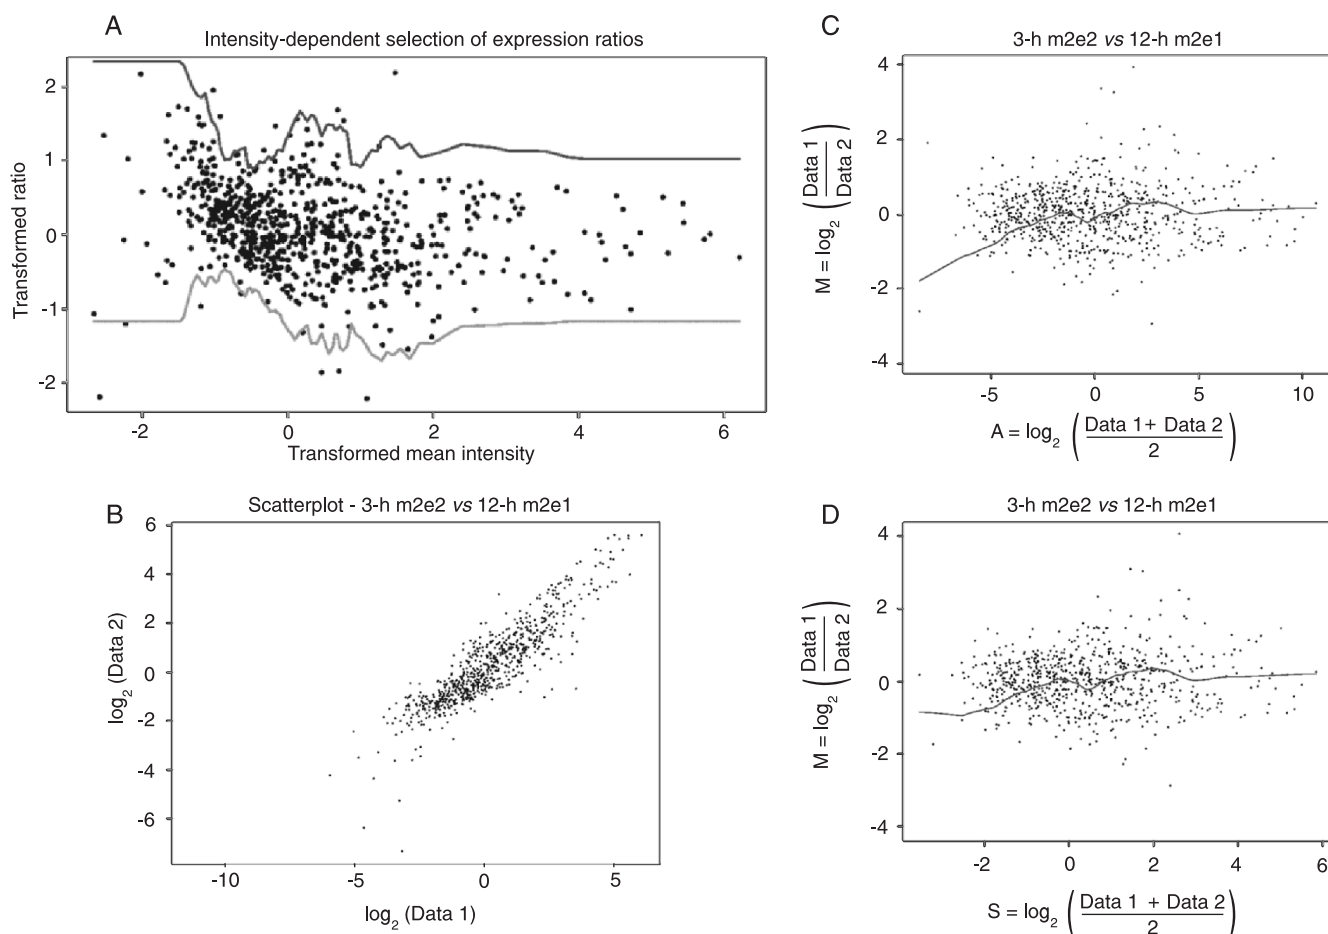 A
Intensity-dependent selection of expression ratios
2
1
0
-1
-2
Transformed ratio
-2
0
2
4
6
Transformed mean intensity
B
Scatterplot - 3-h m2e2 vs 12-h m2e1
6
4
2
0
-2
-4
-6
log2 (Data 2)
-10
-5
0
5
log2 (Data 1)
C
3-h m2e2 vs 12-h m2e1
4
2
0
-2
-4
M = log2 (Data 1 / Data 2)
-5
0
5
10
A = log2 (Data 1 + Data 2 / 2)
D
3-h m2e2 vs 12-h m2e1
4
2
0
-2
-4
M = log2 (Data 1 / Data 2)
-2
0
2
4
6
S = log2 (Data 1 + Data 2 / 2)